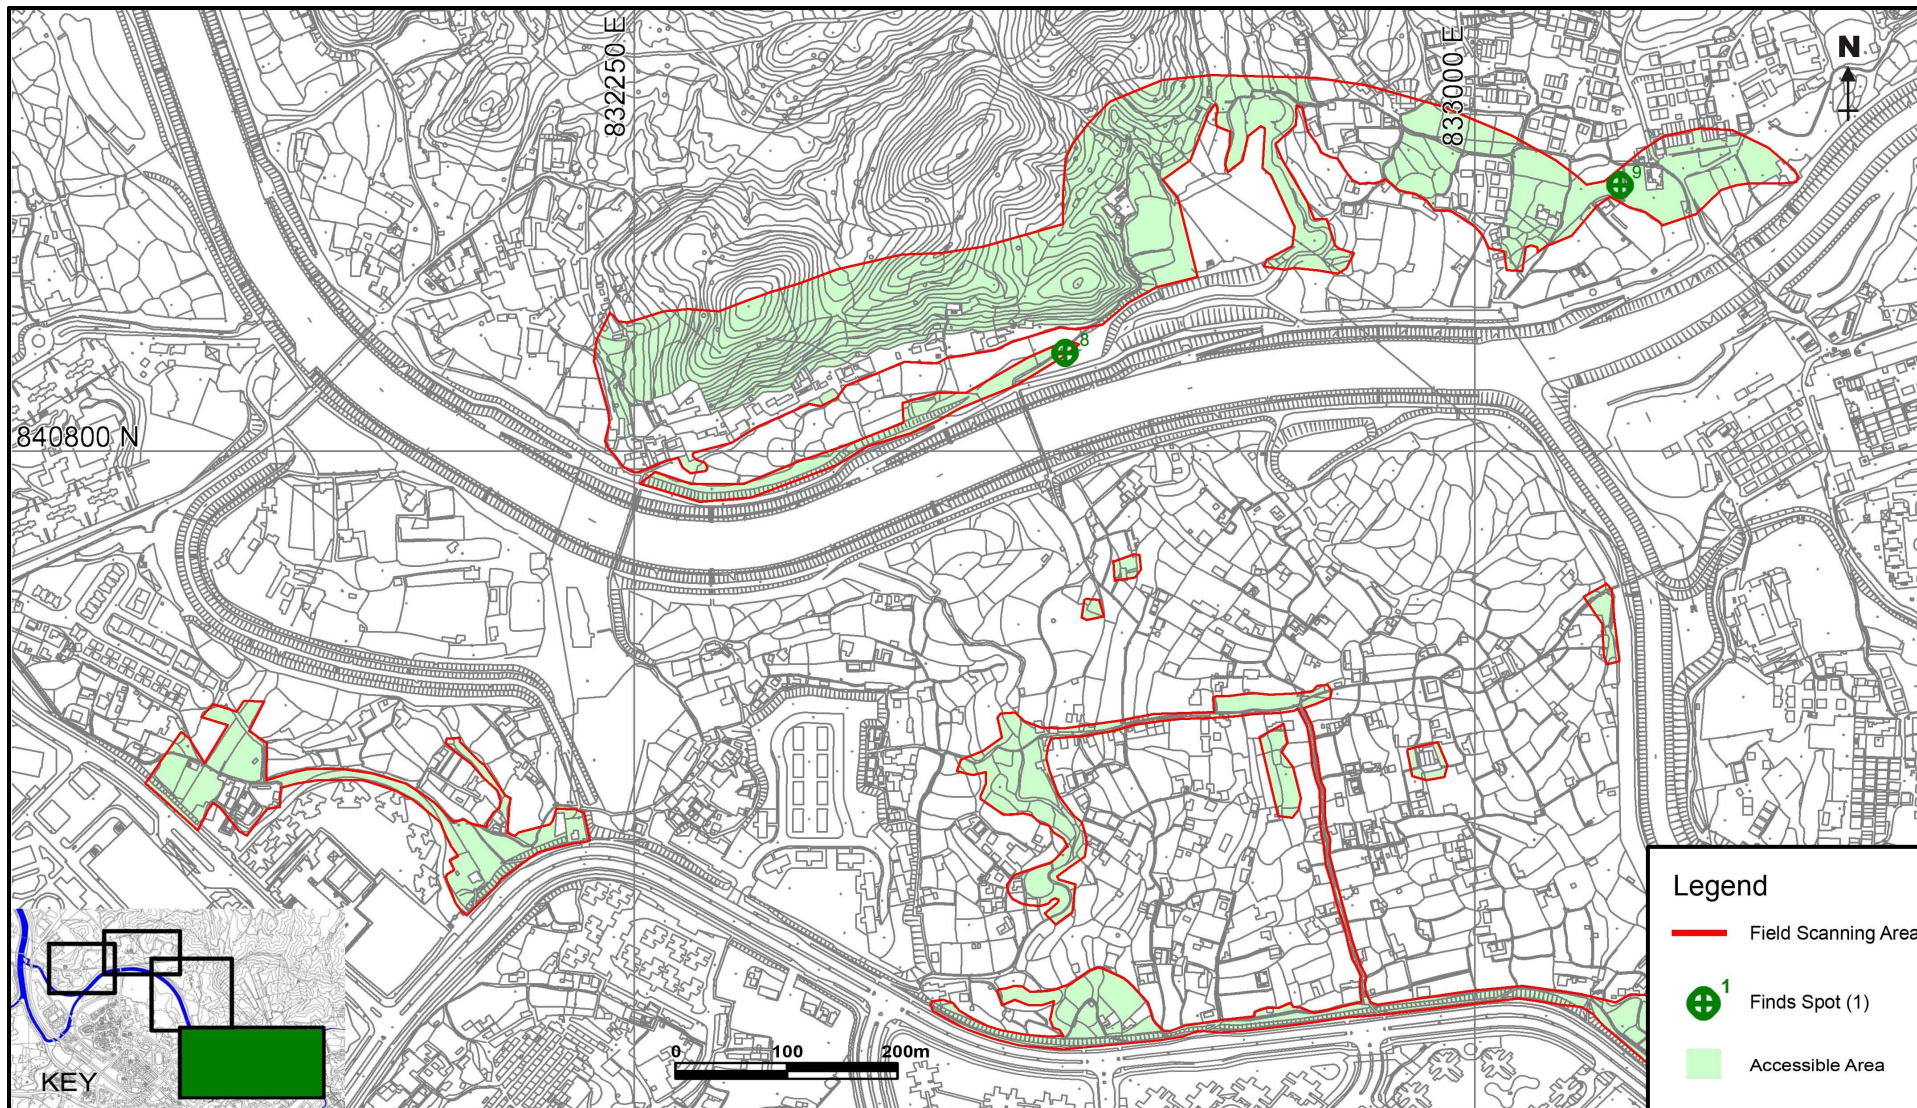 832250 E
833000 E
N
9
8
840800 N
Legend
Field Scanning Area
1
Finds Spot (1)
Accessible Area
0 100 200m
KEY